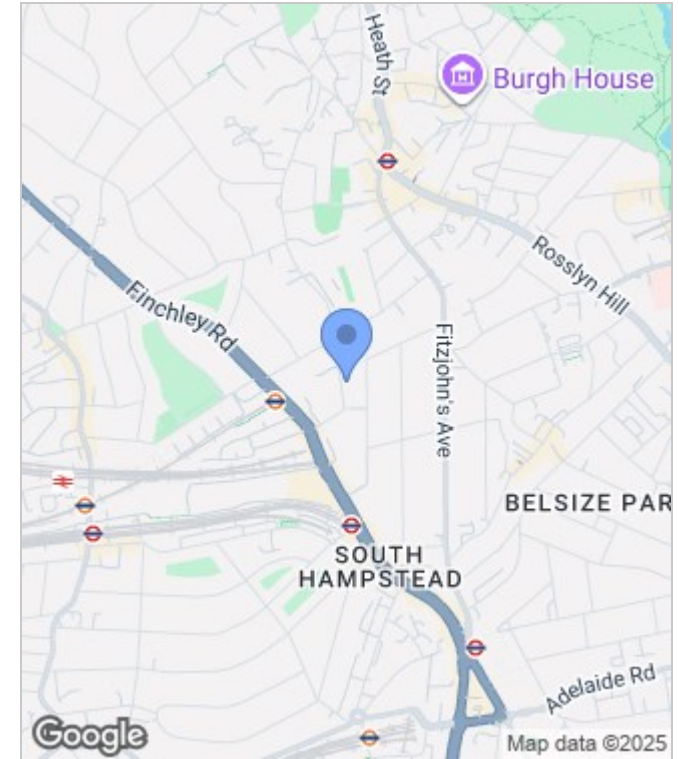 Heath St
Burgh House
Rosslyn Hill
Finchley Rd
Fitzjohn's Ave
BELSIZE PAR
SOUTH
HAMPSTEAD
Adelaide Rd
Google
Map data ©2025